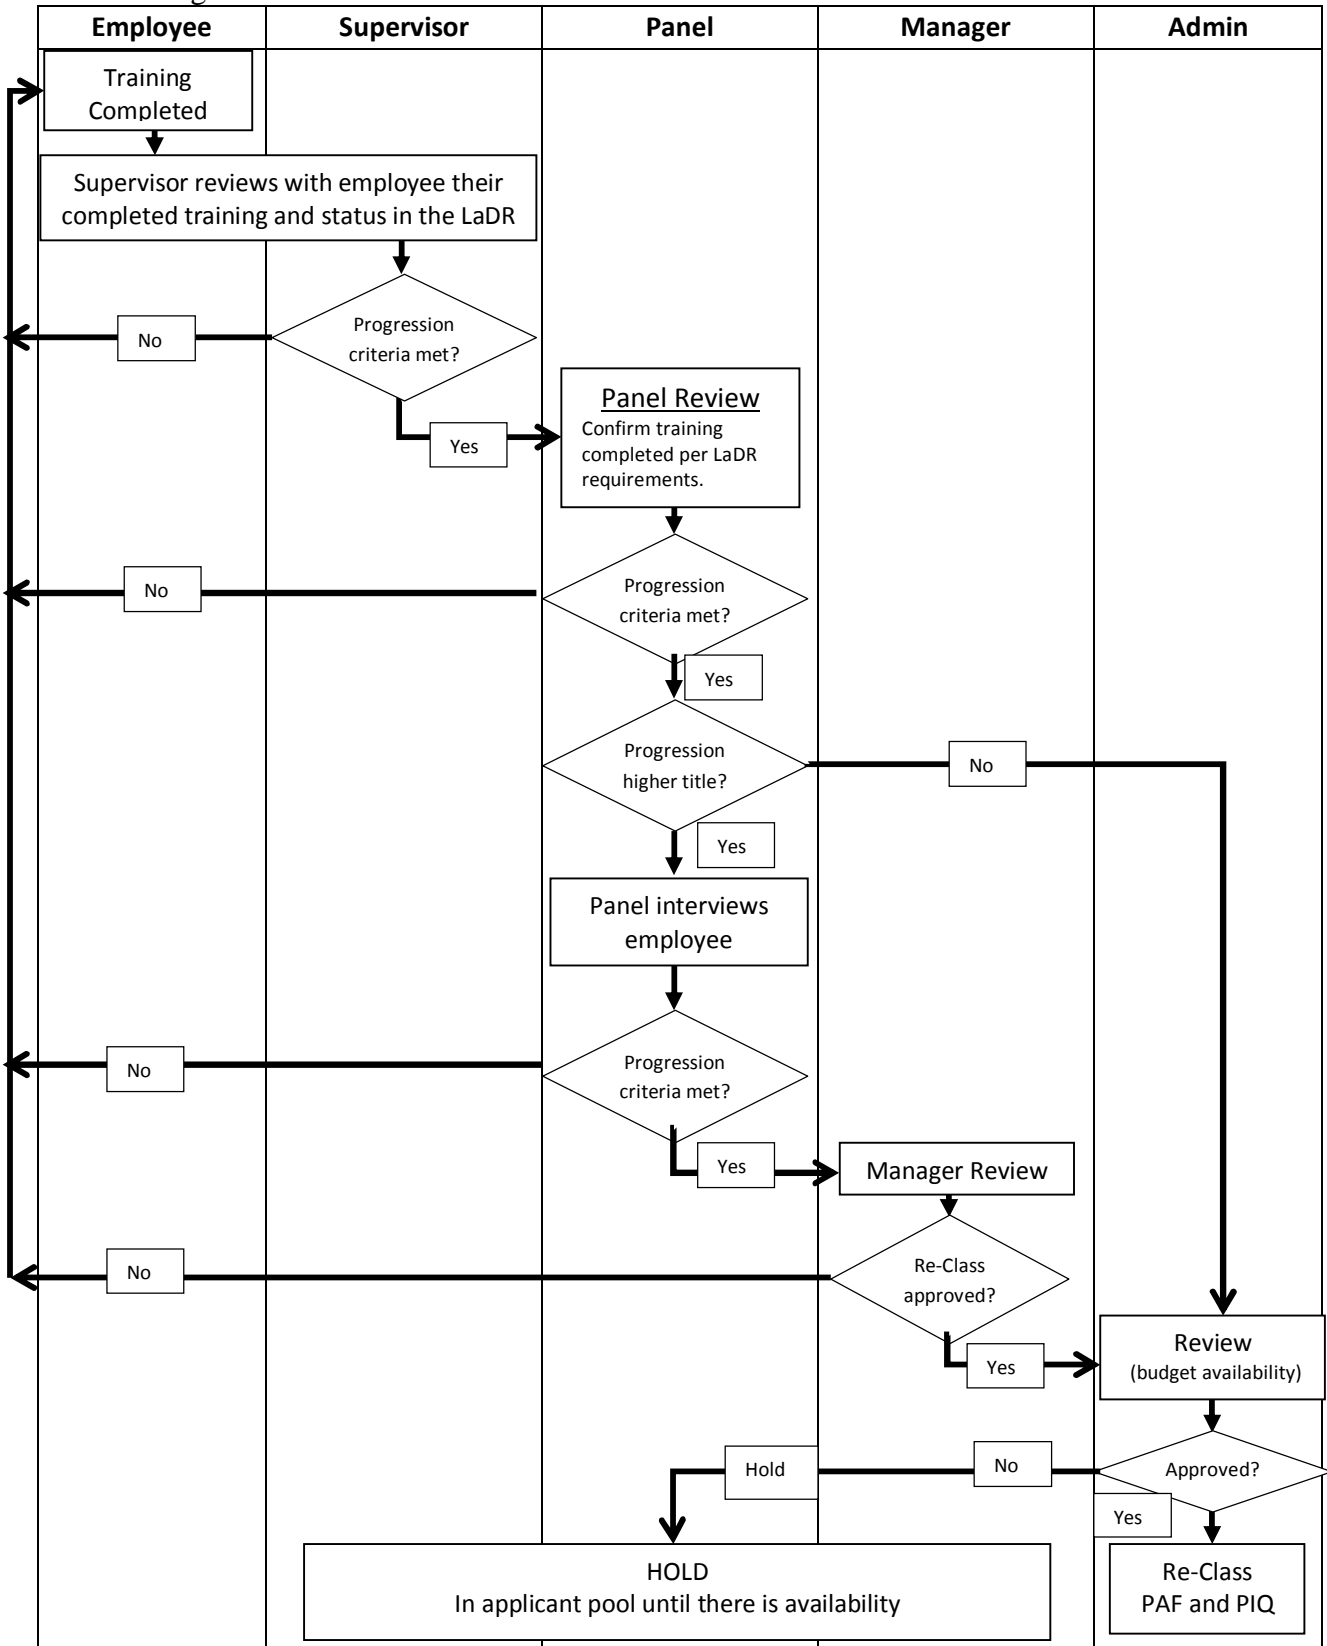 Employee
Supervisor
Panel
Manager
Admin
Training
Completed
Supervisor reviews with employee their
completed training and status in the LaDR
Progression
criteria met?
No
Yes
Panel Review
Confirm training
completed per LaDR
requirements.
Progression
criteria met?
No
Yes
Progression
higher title?
No
Yes
Panel interviews
employee
Progression
criteria met?
No
Yes
Manager Review
Re-Class
approved?
No
Yes
Review
(budget availability)
Approved?
No
Hold
Yes
HOLD
In applicant pool until there is availability
Re-Class
PAF and PIQ